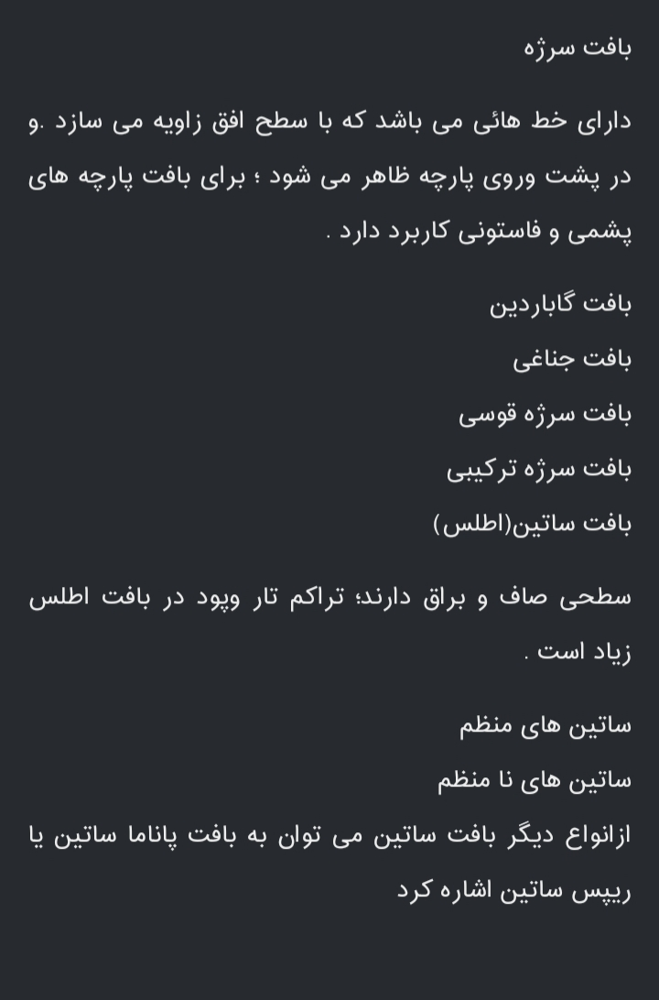 بافت سرژه
دارای خط هائی می باشد که با سطح افق زاویه می سازد .و
در پشت وروی پارچه ظاهر می شود ؛ برای بافت پارچه های
پشمی و فاستونی کاربرد دارد .
بافت گاباردین
بافت جناغی
بافت سرژه قوسی
بافت سرژه ترکیبی
بافت ساتین(اطلس)
سطحی صاف و براق دارند؛ تراکم تار وپود در بافت اطلس
زیاد است .
ساتین های منظم
ساتین های نا منظم
ازانواع دیگر بافت ساتین می توان به بافت پاناما ساتین یا
ریپس ساتین اشاره کرد